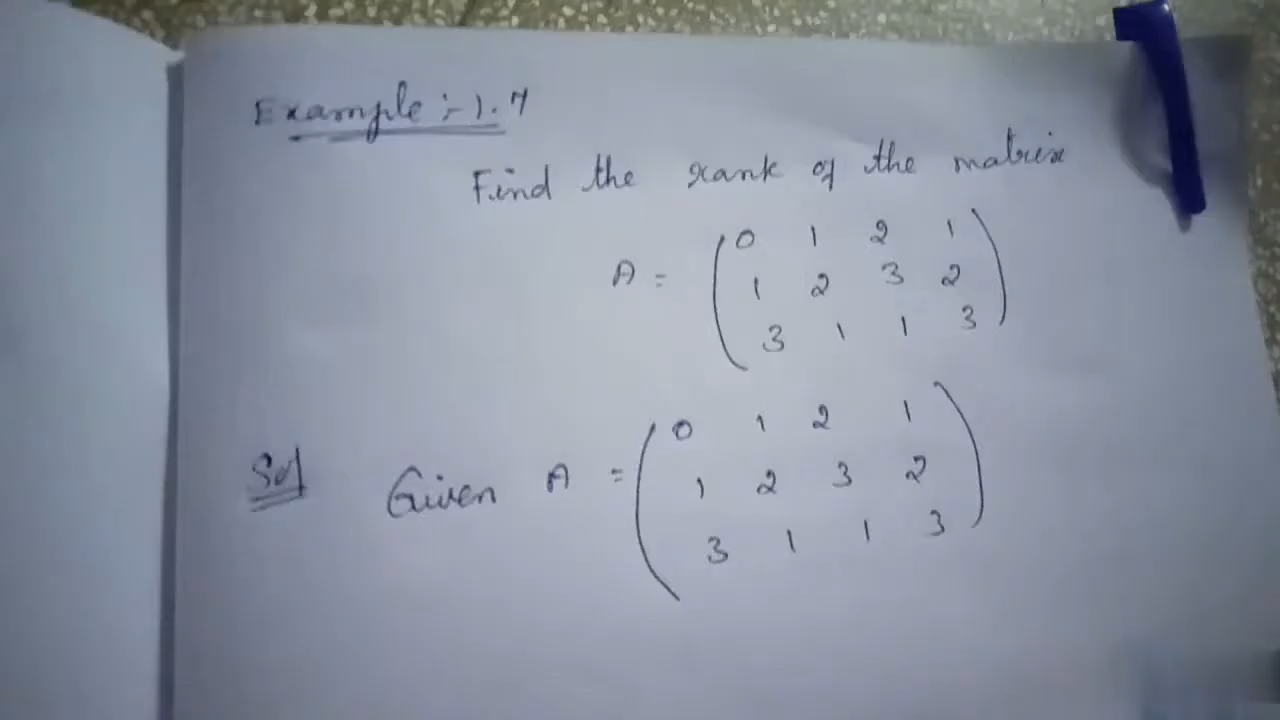 Example :- 1.7
Find the rank of the matrix
A = ( 0 1 2 1
1 2 3 2
3 1 1 3 )
Sol Given A = ( 0 1 2 1
1 2 3 2
3 1 1 3 )